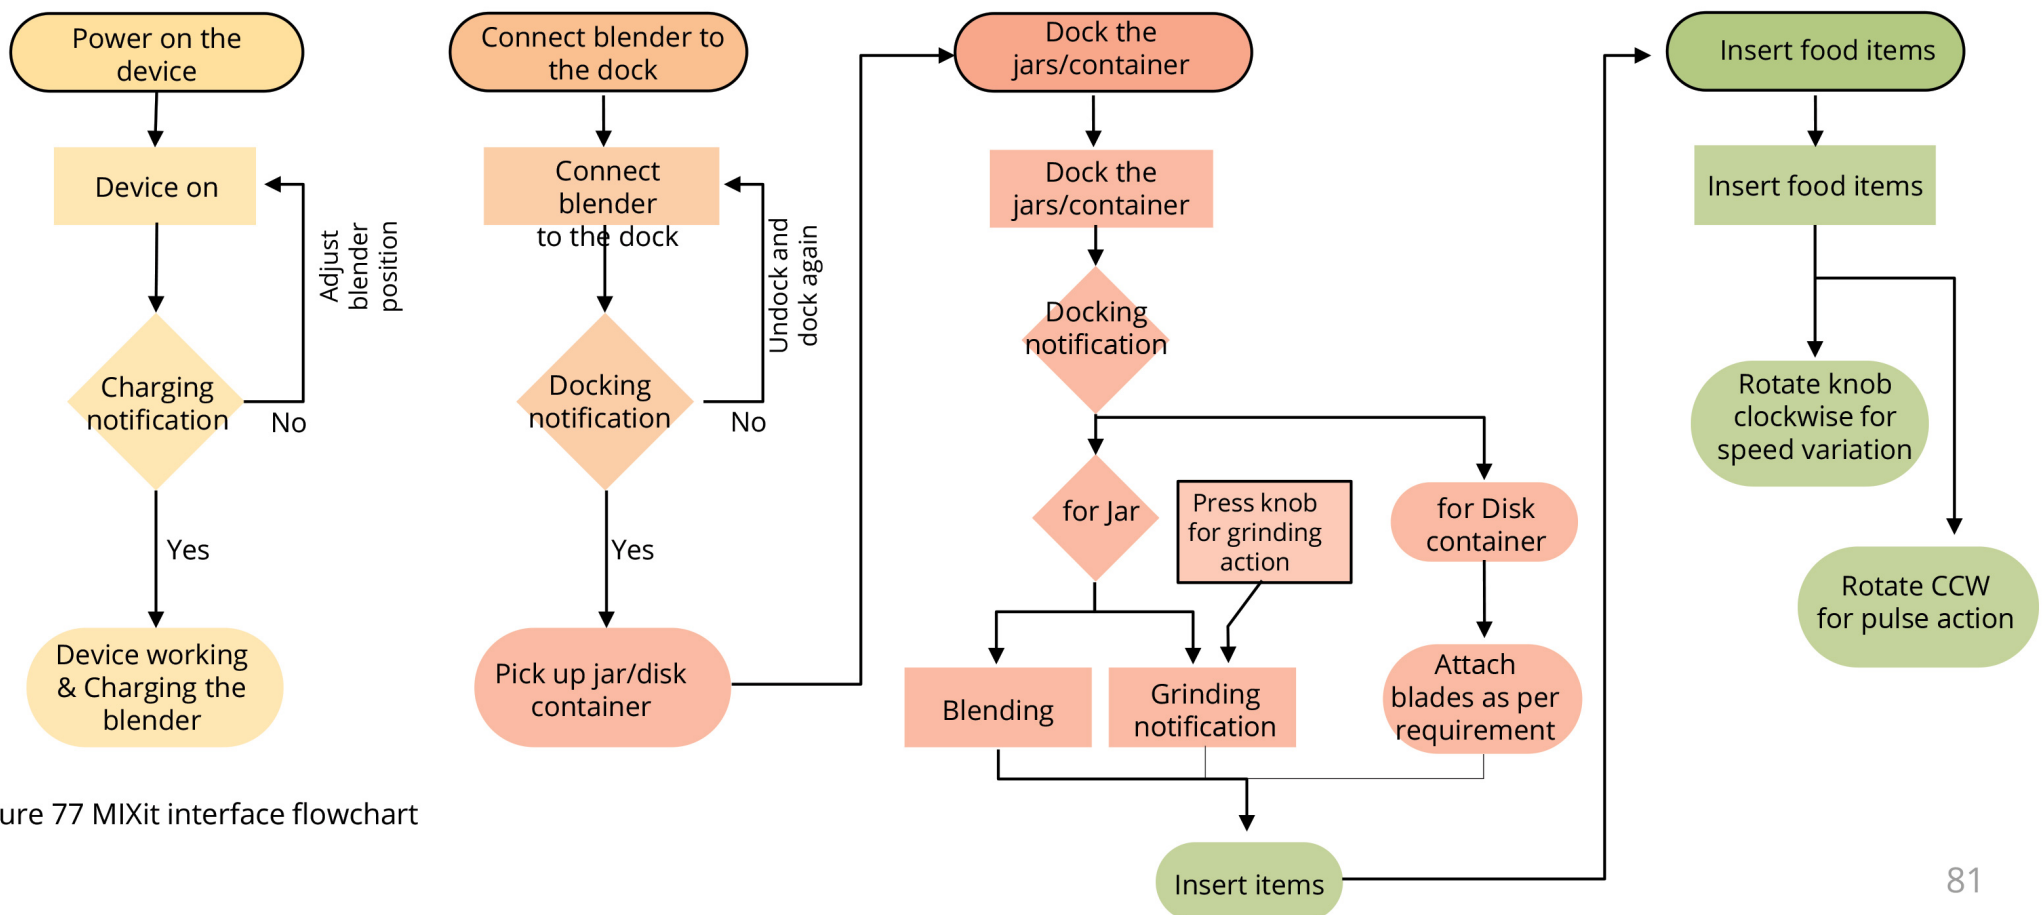 Power on the
device
Device on
Adjust
blender
position
Charging
notification
No
Yes
Device working
& Charging the
blender
Connect blender to
the dock
Connect
blender
to the dock
Undock and
dock again
Docking
notification
No
Yes
Pick up jar/disk
container
Dock the
jars/container
Dock the
jars/container
Docking
notification
for Jar
Press knob
for grinding
action
for Disk
container
Blending
Grinding
notification
Attach
blades as per
requirement
Insert items
Insert food items
Insert food items
Rotate knob
clockwise for
speed variation
Rotate CCW
for pulse action
ure 77 MIXit interface flowchart
81